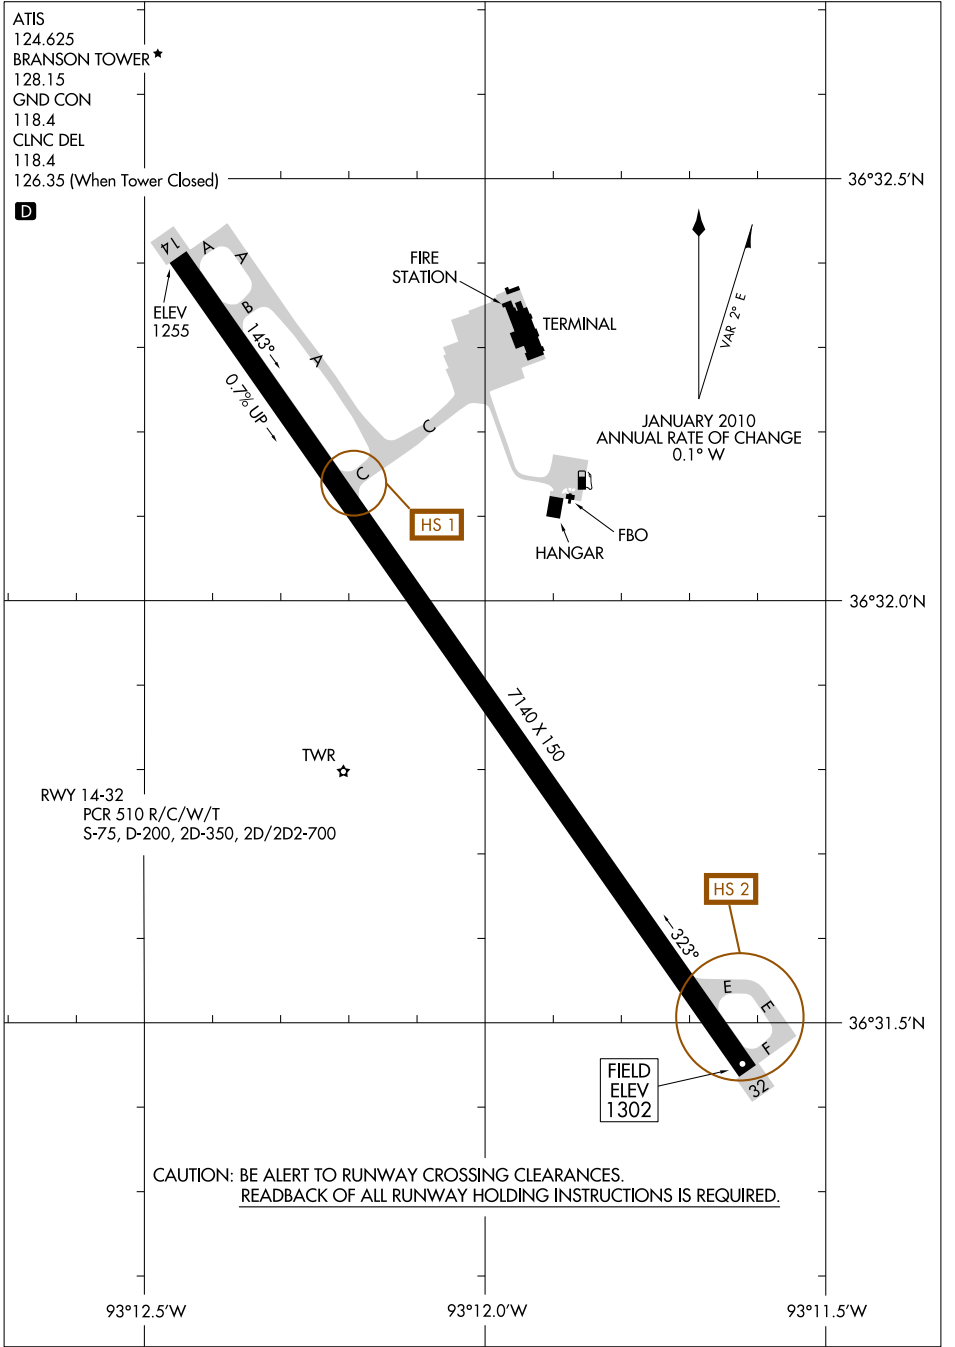 ATIS
124.625
BRANSON TOWER★
128.15
GND CON
118.4
CLNC DEL
118.4
126.35 (When Tower Closed)
D
36°32.5'N
14
A
A
FIRE
STATION
TERMINAL
ELEV
1255
B
143°
A
VAR 2° E
0.7% UP
JANUARY 2010
ANNUAL RATE OF CHANGE
0.1° W
C
C
HS 1
FBO
HANGAR
36°32.0'N
7140 X 150
TWR
RWY 14-32
PCR 510 R/C/W/T
S-75, D-200, 2D-350, 2D/2D2-700
HS 2
323°
E
E
F
36°31.5'N
FIELD
ELEV
1302
32
CAUTION: BE ALERT TO RUNWAY CROSSING CLEARANCES.
READBACK OF ALL RUNWAY HOLDING INSTRUCTIONS IS REQUIRED.
93°12.5'W
93°12.0'W
93°11.5'W